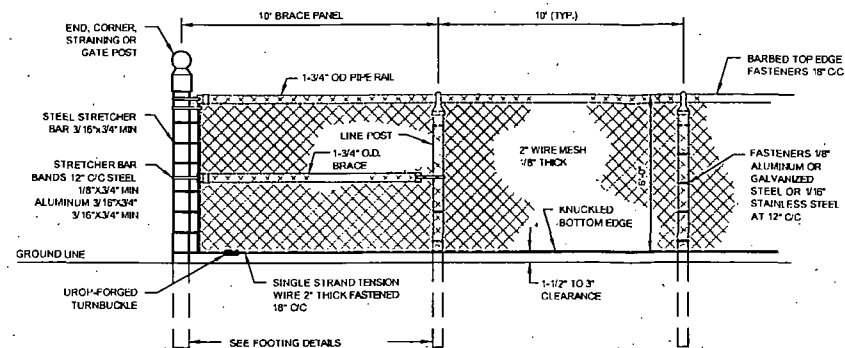 10' BRACE PANEL
10' (TYP.)
END, CORNER,
STRAINING OR
GATE POST
1-3/4" OD PIPE RAIL
BARBED TOP EDGE
FASTENERS 18" C/C
STEEL STRETCHER
BAR 3/16"x3/4" MIN
LINE POST
1-3/4" O.D.
BRACE
2" WIRE MESH
1/8" THICK
6'-0"
STRETCHER BAR
BANDS 12" C/C STEEL
1/8"X3/4" MIN
ALUMINUM 3/16"X3/4"
3/16"X3/4" MIN
FASTENERS 1/8"
ALUMINUM OR
GALVANIZED
STEEL OR 1/16"
STAINLESS STEEL
AT 12" C/C
KNUCKLED
BOTTOM EDGE
GROUND LINE
DROP-FORGED
TURNBUCKLE
SINGLE STRAND TENSION
WIRE 2" THICK FASTENED
18" C/C
1-1/2" TO 3"
CLEARANCE
SEE FOOTING DETAILS